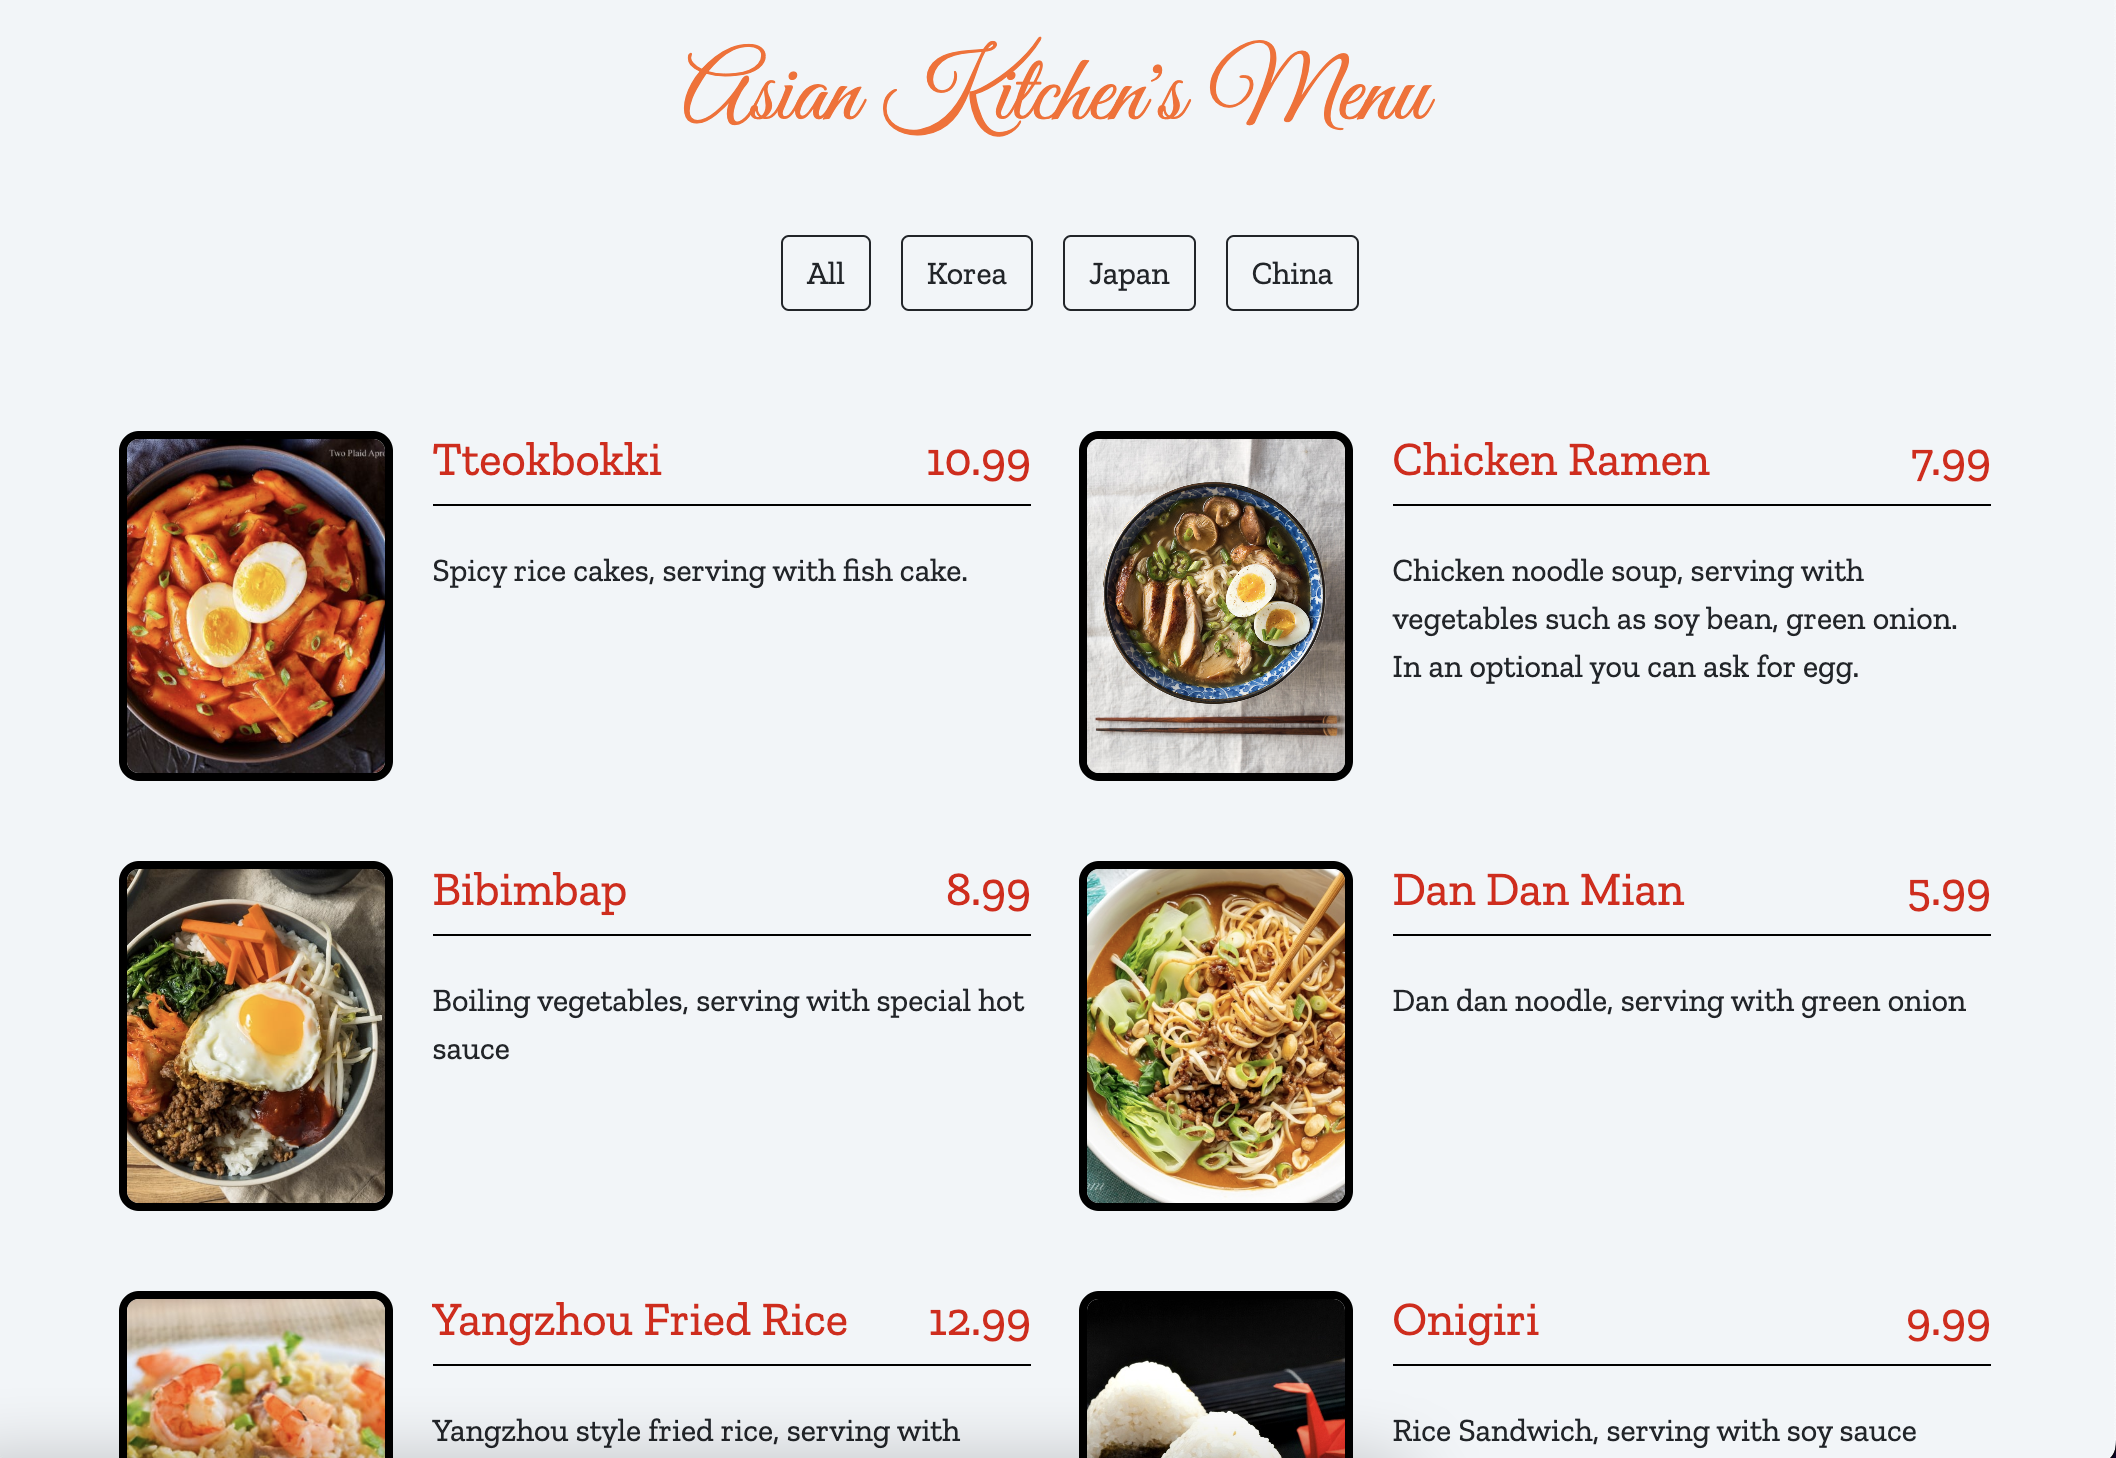 Asian Kitchen's Menu
All
Korea
Japan
China
Two Plaid Apr
Tteokbokki 10.99
Spicy rice cakes, serving with fish cake.
Chicken Ramen 7.99
Chicken noodle soup, serving with
vegetables such as soy bean, green onion.
In an optional you can ask for egg.
Bibimbap 8.99
Boiling vegetables, serving with special hot
sauce
Dan Dan Mian 5.99
Dan dan noodle, serving with green onion
Yangzhou Fried Rice 12.99
Yangzhou style fried rice, serving with
Onigiri 9.99
Rice Sandwich, serving with soy sauce